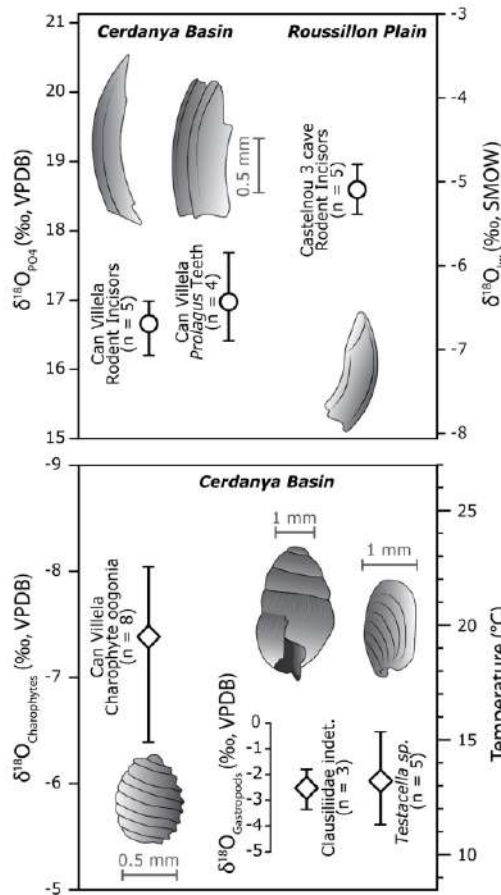 Cerdanya Basin
Roussillon Plain
δ¹⁸O_PO4 (‰, VPDB)
21
20
19
18
17
16
15
0.5 mm
Can Villela
Rodent Incisors
(n = 5)
Can Villela
Prolagus Teeth
(n = 4)
Castelnou 3 cave
Rodent Incisors
(n = 5)
-3
-4
-5
-6
-7
-8
(‰, SMOW)
Cerdanya Basin
δ¹⁸O_Charophytes (‰, VPDB)
-9
-8
-7
-6
-5
Can Villela
Charophyte oogonia
(n = 8)
0.5 mm
1 mm
1 mm
δ¹⁸O_Gastropods (‰, VPDB)
0
-1
-2
-3
-4
-5
Clausiliidae indet.
(n = 3)
Testacella sp.
(n = 5)
25
20
15
10
Temperature (°C)